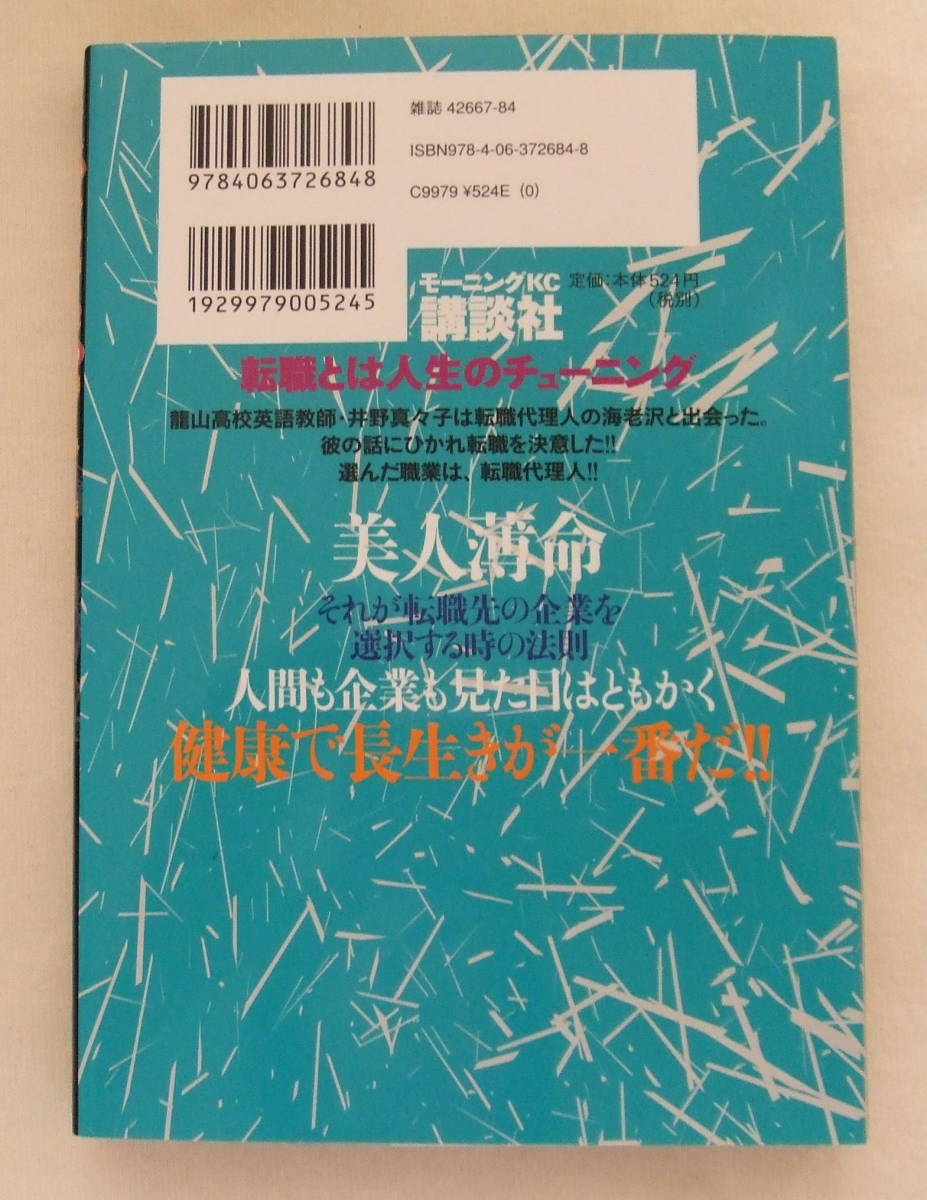 雑誌 42667-84
9784063726848
ISBN978-4-06-372684-8
C9979 ¥524E (0)
1929979005245
モーニングKC
講談社
定価:本体524円
(税別)
転職とは人生のチューニング
龍山高校英語教師・井野真々子は転職代理人の海老沢と出会った。
彼の話にひかれ転職を決意した!!
選んだ職業は、転職代理人!!
美人薄命
それが転職先の企業を
選択する時の法則
人間も企業も見た目はともかく
健康で長生きが一番だ!!